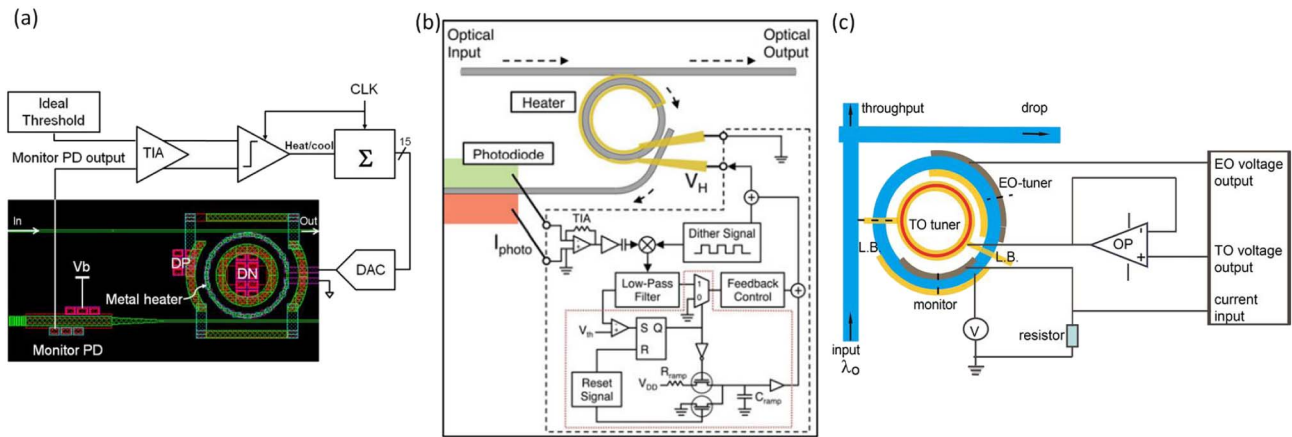 (a)
CLK
Ideal
Threshold
Monitor PD output
TIA
Heat/cool
Σ
15
In
Out
DP
DN
Vb
Metal heater
Monitor PD
DAC
(b)
Optical
Input
Optical
Output
Heater
Photodiode
V_H
I_photo
TIA
Dither Signal
Low-Pass
Filter
1
0
Feedback
Control
V_th
S Q
R
Reset
Signal
V_DD
R_ramp
C_ramp
(c)
throughput
drop
EO voltage
output
EO-tuner
TO tuner
OP
TO voltage
output
L.B.
L.B.
monitor
current
input
V
resistor
input
λ₀